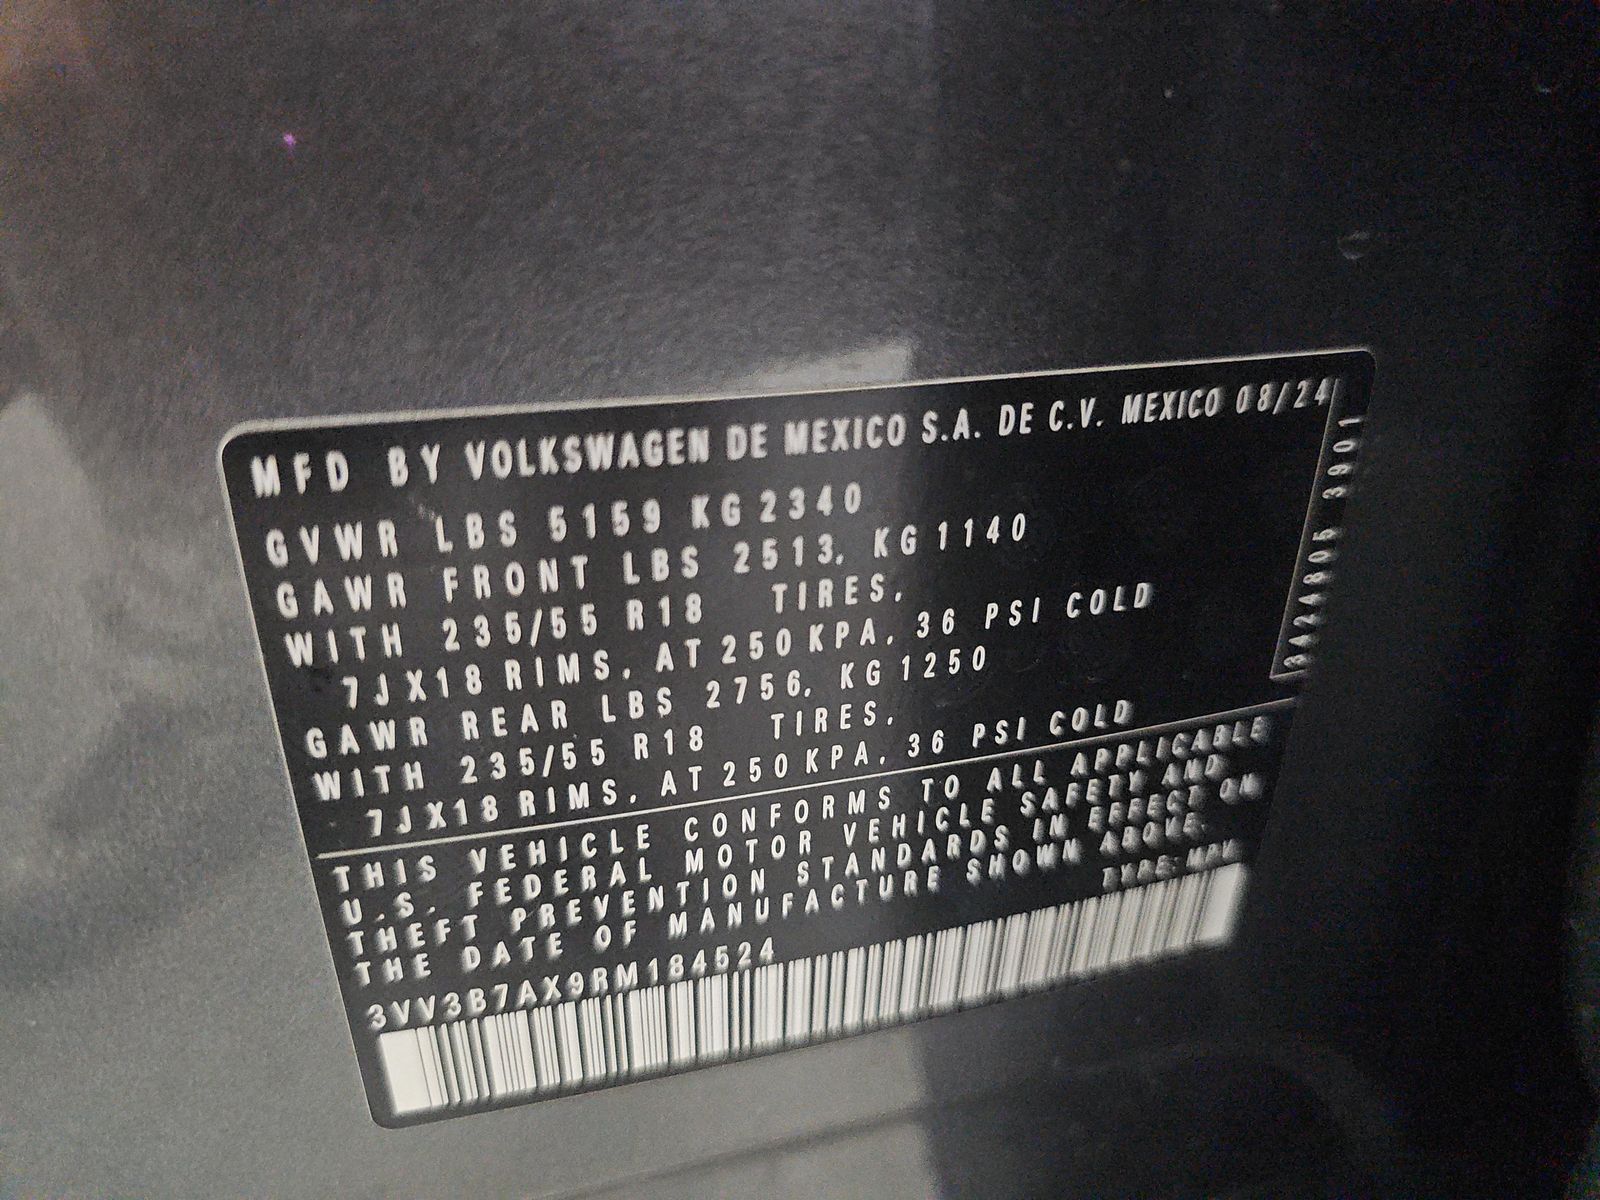 MFD BY VOLKSWAGEN DE MEXICO S.A. DE C.V. MEXICO 08/24
GVWR LBS 5159 KG 2340
GAWR FRONT LBS 2513, KG 1140
WITH 235/55 R18 TIRES,
7JX18 RIMS, AT 250 KPA, 36 PSI COLD
GAWR REAR LBS 2756, KG 1250
WITH 235/55 R18 TIRES,
7JX18 RIMS, AT 250 KPA, 36 PSI COLD
THIS VEHICLE CONFORMS TO ALL APPLICABLE
U.S. FEDERAL MOTOR VEHICLE SAFETY AND
THEFT PREVENTION STANDARDS IN EFFECT ON
THE DATE OF MANUFACTURE SHOWN ABOVE.
TYPE: MPV
3VV3B7AX9RM184524
3A24805 3901